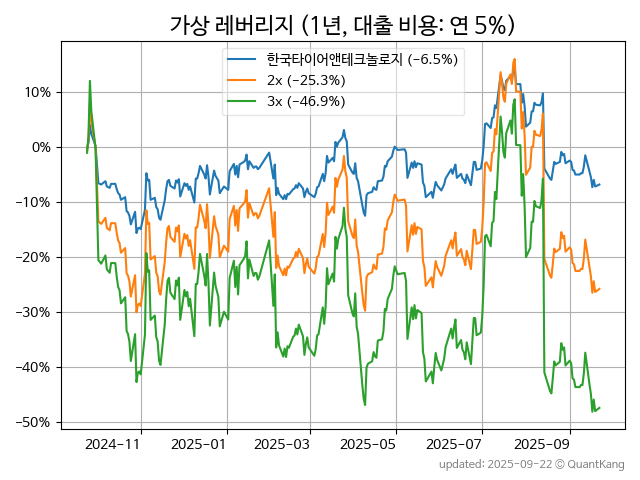 가상 레버리지 (1년, 대출 비용: 연 5%)
한국타이어앤테크놀로지 (−6.5%)
2x (−25.3%)
3x (−46.9%)
10%
0%
−10%
−20%
−30%
−40%
−50%
2024-11
2025-01
2025-03
2025-05
2025-07
2025-09
updated: 2025-09-22 © QuantKang